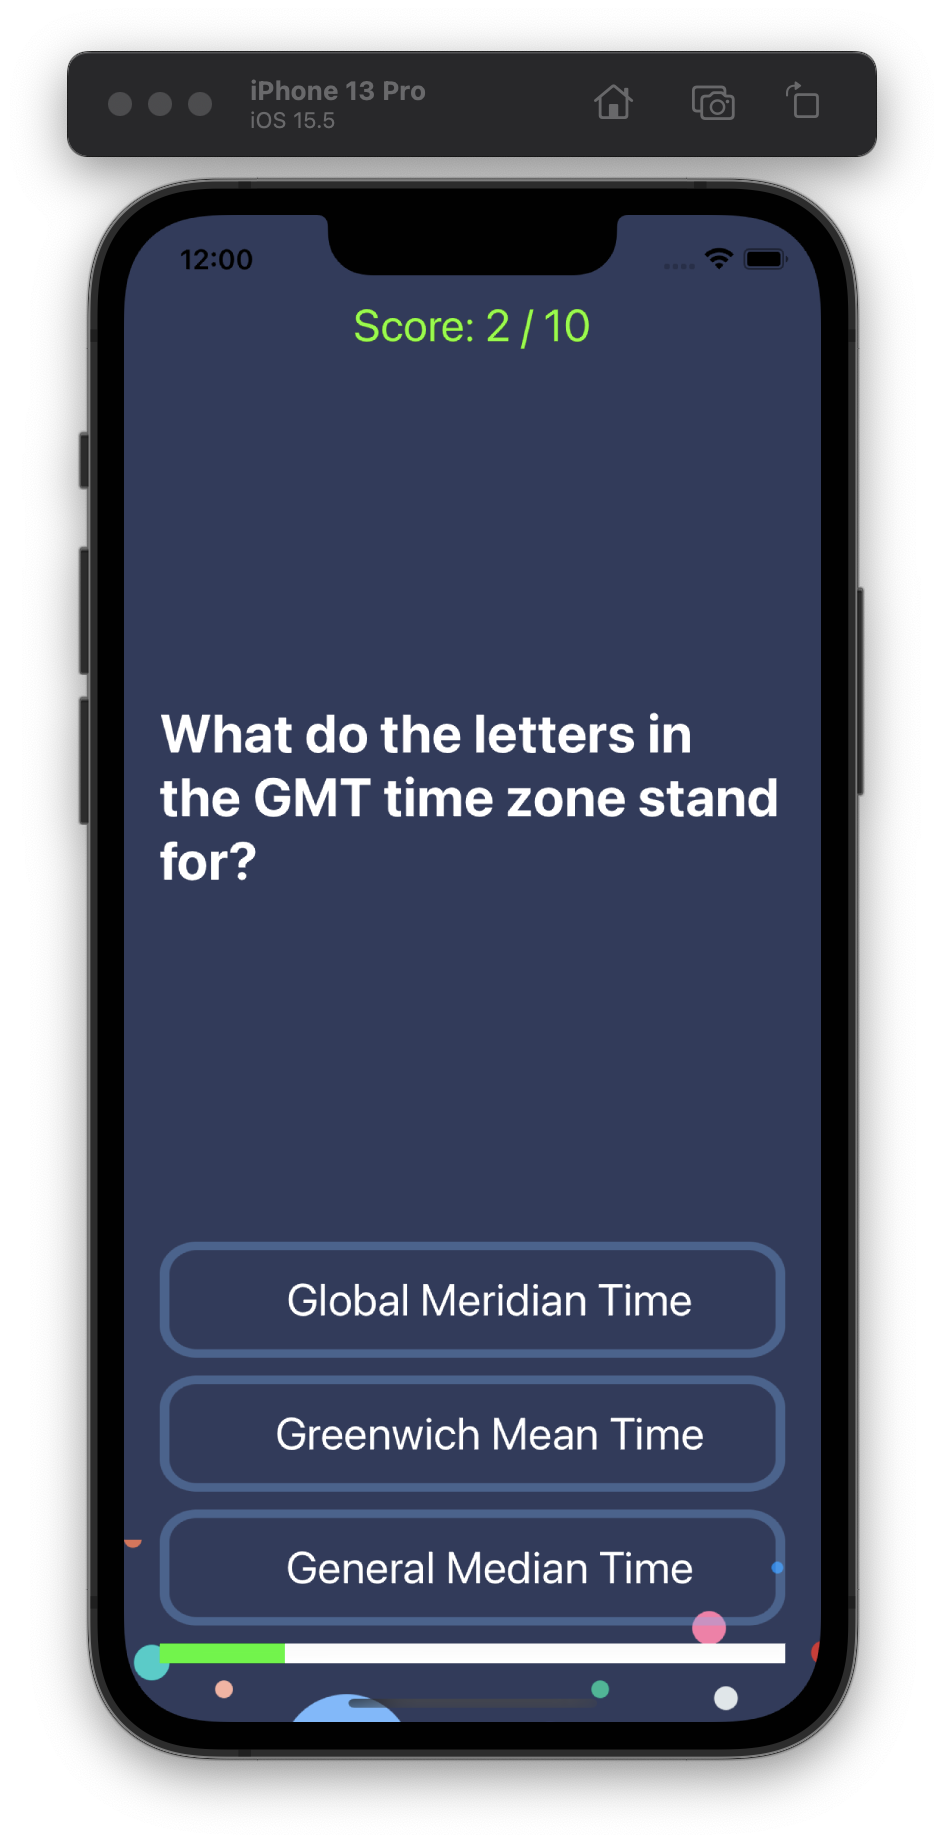 iPhone 13 Pro
iOS 15.5
12:00
Score: 2 / 10
What do the letters in
the GMT time zone stand
for?
Global Meridian Time
Greenwich Mean Time
General Median Time